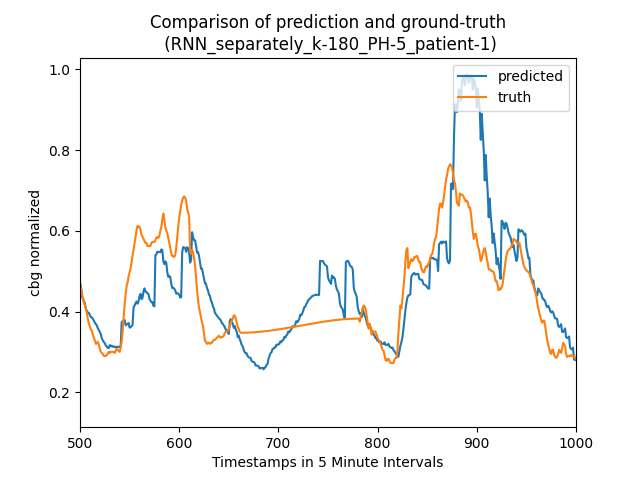 Comparison of prediction and ground-truth
(RNN_separately_k-180_PH-5_patient-1)
predicted
truth
1.0
0.8
0.6
0.4
0.2
cbg normalized
500 600 700 800 900 1000
Timestamps in 5 Minute Intervals